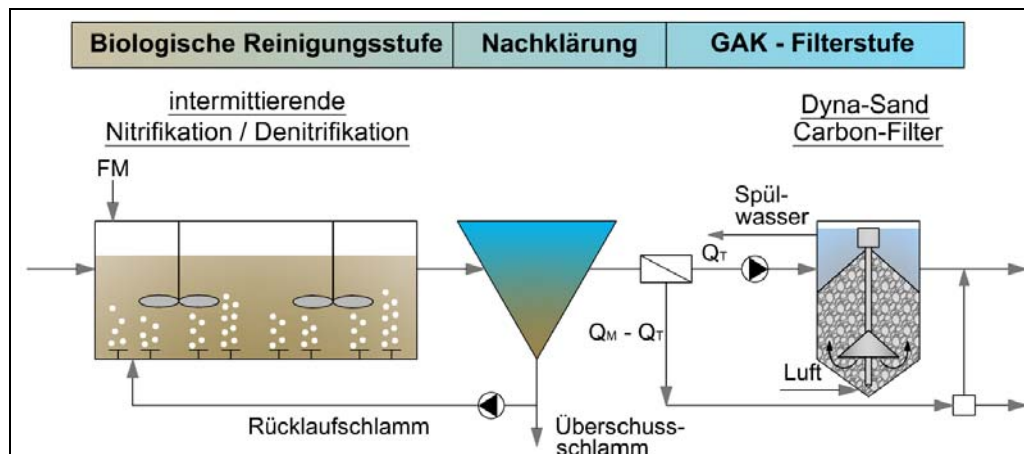 Biologische Reinigungsstufe
Nachklärung
GAK - Filterstufe
intermittierende
Nitrifikation / Denitrifikation
Dyna-Sand
Carbon-Filter
FM
Spül-
wasser
QT
QM - QT
Luft
Rücklaufschlamm
Überschuss-
schlamm